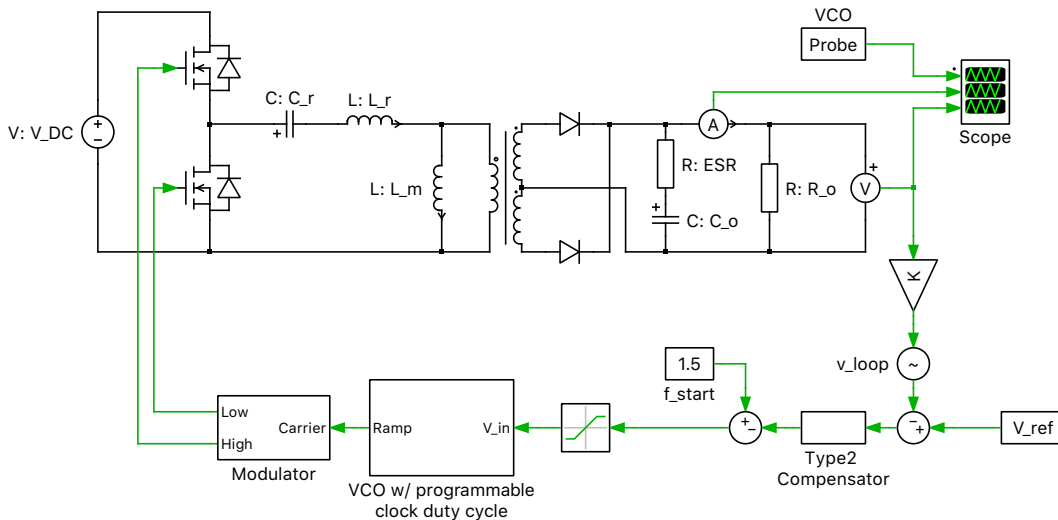 VCO
Probe
Scope
C: C_r
L: L_r
V: V_DC
L: L_m
A
R: ESR
C: C_o
R: R_o
V
K
v_loop
1.5
f_start
V_ref
Low
High
Carrier
Modulator
Ramp
V_in
VCO w/ programmable
clock duty cycle
Type2
Compensator